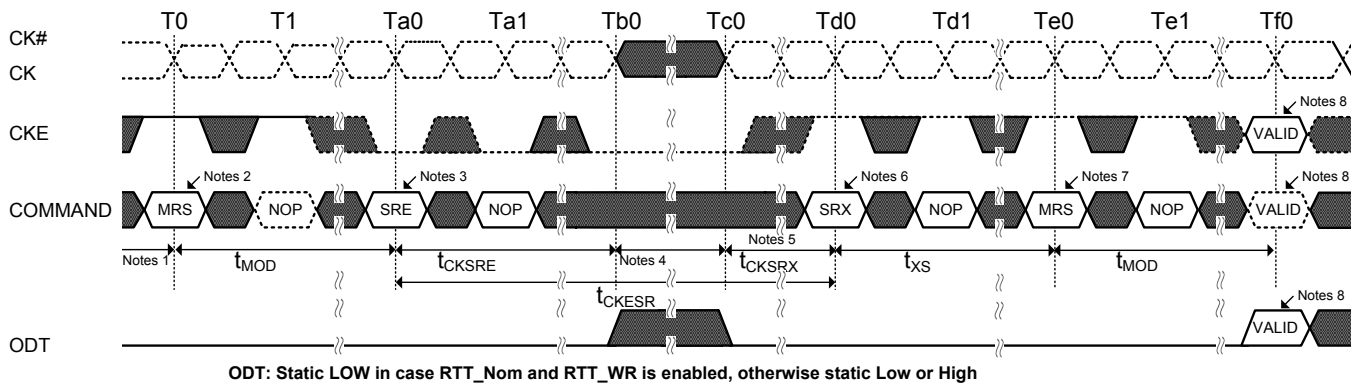 T0 T1 Ta0 Ta1 Tb0 Tc0 Td0 Td1 Te0 Te1 Tf0
CK#
CK
Notes 8
CKE
VALID
Notes 2 Notes 3 Notes 6 Notes 7 Notes 8
COMMAND MRS NOP SRE NOP SRX NOP MRS NOP VALID
Notes 1 tMOD tCKSRE Notes 4 Notes 5 tCKSRX tXS tMOD
tCKESR
Notes 8
ODT VALID
ODT: Static LOW in case RTT_Nom and RTT_WR is enabled, otherwise static Low or High